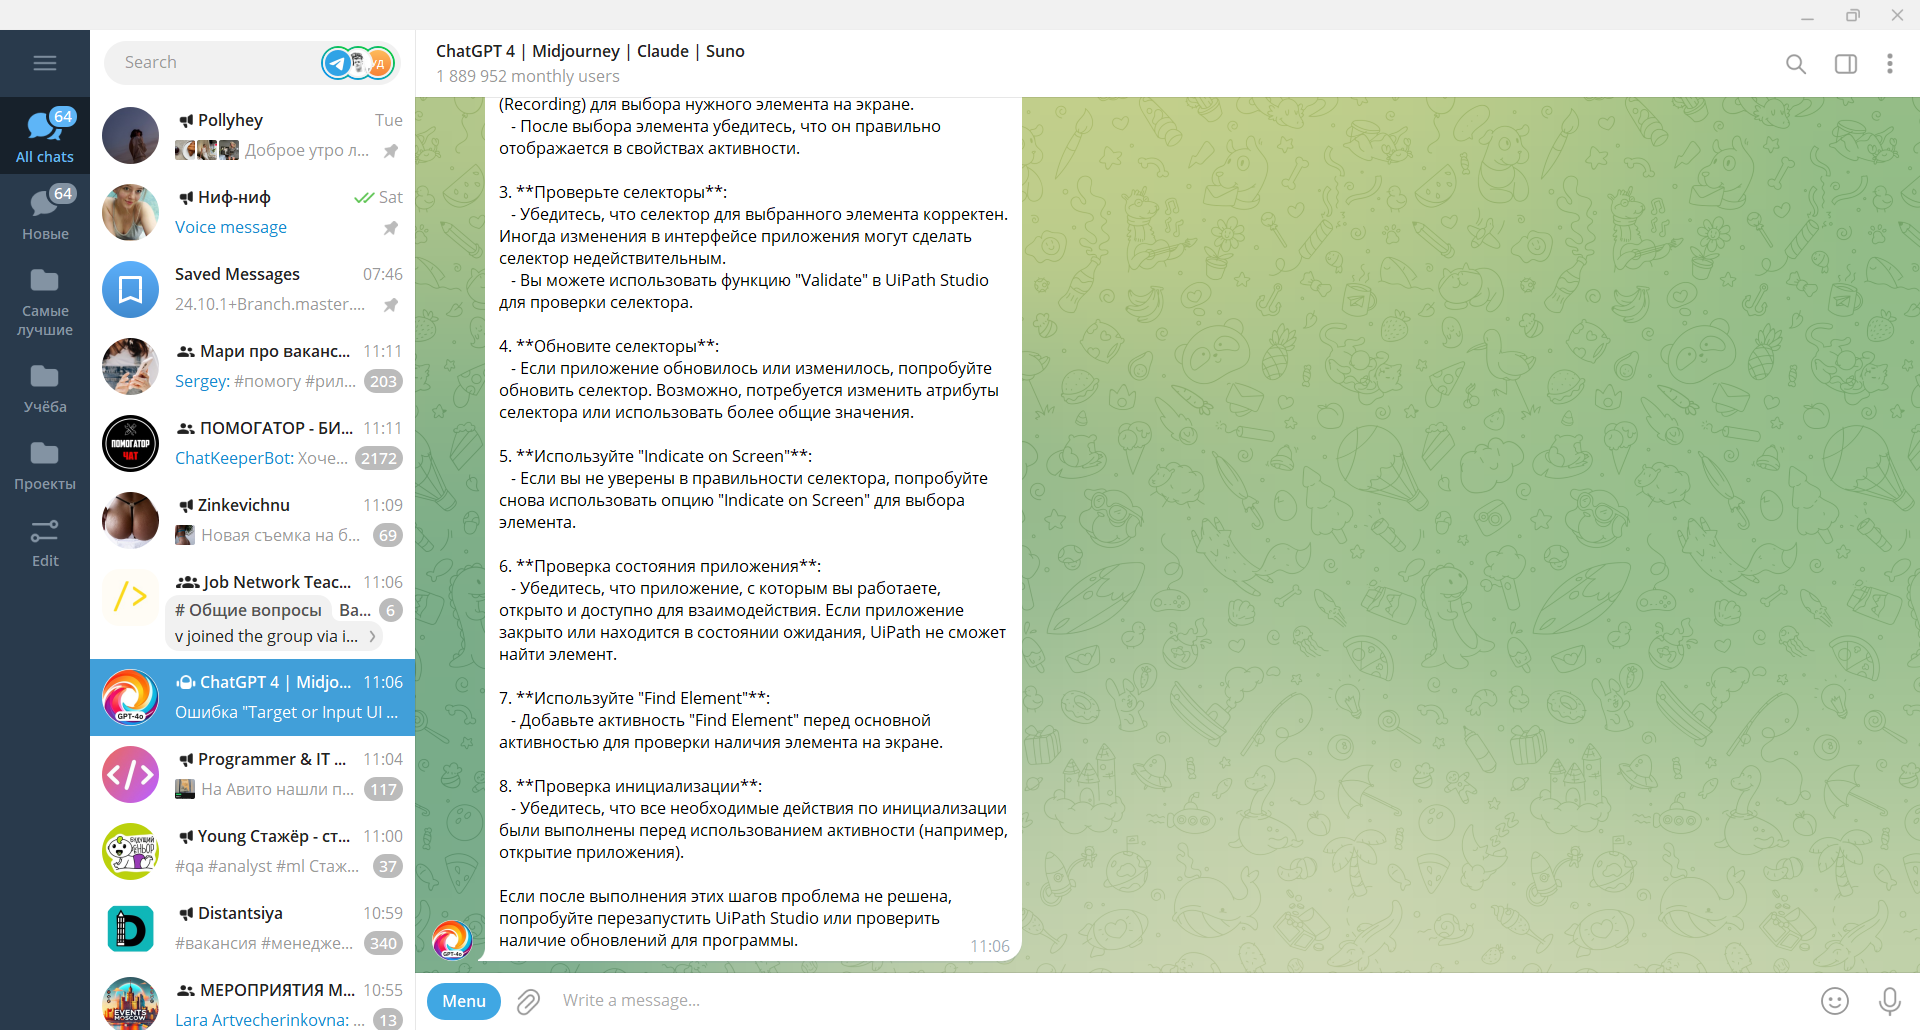 Search
уд
64
All chats
64
Новые
Самые
лучшие
Учёба
Проекты
Edit
Pollyhey
Tue
Доброе утро л...
Ниф-ниф
Sat
Voice message
Saved Messages
07:46
24.10.1+Branch.master....
Мари про ваканс...
11:11
Sergey: #помогу #рил...
203
ПОМОГАТОР
ЧАТ
ПОМОГАТОР - БИ...
11:11
ChatKeeperBot: Хоче...
2172
Zinkevichnu
11:09
Новая съемка на б...
69
Job Network Teac...
11:06
# Общие вопросы
Ва...
6
v joined the group via i...
GPT-4o
ChatGPT 4 | Midjo...
11:06
Ошибка "Target or Input UI ...
Programmer & IT ...
11:04
На Авито нашли п...
117
Young Стажёр - ст...
11:00
#qa #analyst #ml Стаж...
37
Distantsiya
10:59
#вакансия #менедже...
340
EVENTS
MOSCOW
МЕРОПРИЯТИЯ М...
10:55
Lara Artvecherinkovna: ...
13
ChatGPT 4 | Midjourney | Claude | Suno
1 889 952 monthly users
(Recording) для выбора нужного элемента на экране.
- После выбора элемента убедитесь, что он правильно
отображается в свойствах активности.
3. **Проверьте селекторы**:
- Убедитесь, что селектор для выбранного элемента корректен.
Иногда изменения в интерфейсе приложения могут сделать
селектор недействительным.
- Вы можете использовать функцию "Validate" в UiPath Studio
для проверки селектора.
4. **Обновите селекторы**:
- Если приложение обновилось или изменилось, попробуйте
обновить селектор. Возможно, потребуется изменить атрибуты
селектора или использовать более общие значения.
5. **Используйте "Indicate on Screen"**:
- Если вы не уверены в правильности селектора, попробуйте
снова использовать опцию "Indicate on Screen" для выбора
элемента.
6. **Проверка состояния приложения**:
- Убедитесь, что приложение, с которым вы работаете,
открыто и доступно для взаимодействия. Если приложение
закрыто или находится в состоянии ожидания, UiPath не сможет
найти элемент.
7. **Используйте "Find Element"**:
- Добавьте активность "Find Element" перед основной
активностью для проверки наличия элемента на экране.
8. **Проверка инициализации**:
- Убедитесь, что все необходимые действия по инициализации
были выполнены перед использованием активности (например,
открытие приложения).
Если после выполнения этих шагов проблема не решена,
попробуйте перезапустить UiPath Studio или проверить
наличие обновлений для программы.
11:06
GPT-4o
Menu
Write a message...